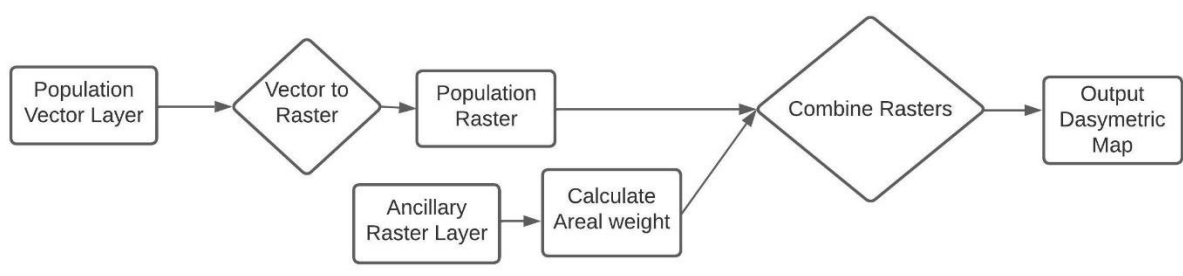 Population
Vector Layer
Vector to
Raster
Population
Raster
Ancillary
Raster Layer
Calculate
Areal weight
Combine Rasters
Output
Dasymetric
Map